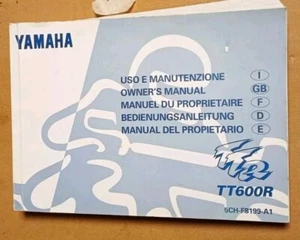 YAMAHA
USO E MANUTENZIONE I
OWNER'S MANUAL GB
MANUEL DU PROPRIETAIRE F
BEDIENUNGSANLEITUNG D
MANUAL DEL PROPIETARIO E
TT600R
5CH-F8199-A1